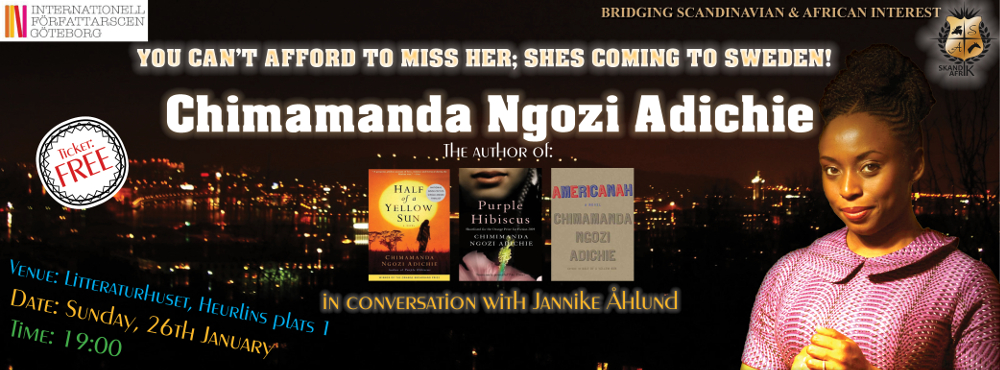 INTERNATIONELL
FÖRFATTARSCEN
GÖTEBORG
BRIDGING SCANDINAVIAN & AFRICAN INTEREST
S
A
SKANDIK
AFRIK
YOU CAN'T AFFORD TO MISS HER; SHES COMING TO SWEDEN!
Chimamanda Ngozi Adichie
The author of:
Ticket:
FREE
HALF
of a
YELLOW
SUN
CHIMAMANDA
NGOZI ADICHIE
Purple
Hibiscus
CHIMAMANDA
NGOZI ADICHIE
AMERICANAH
CHIMAMANDA
NGOZI
ADICHIE
in conversation with Jannike Åhlund
Venue: Litteraturhuset, Heurlins plats 1
Date: Sunday, 26th January
Time: 19:00